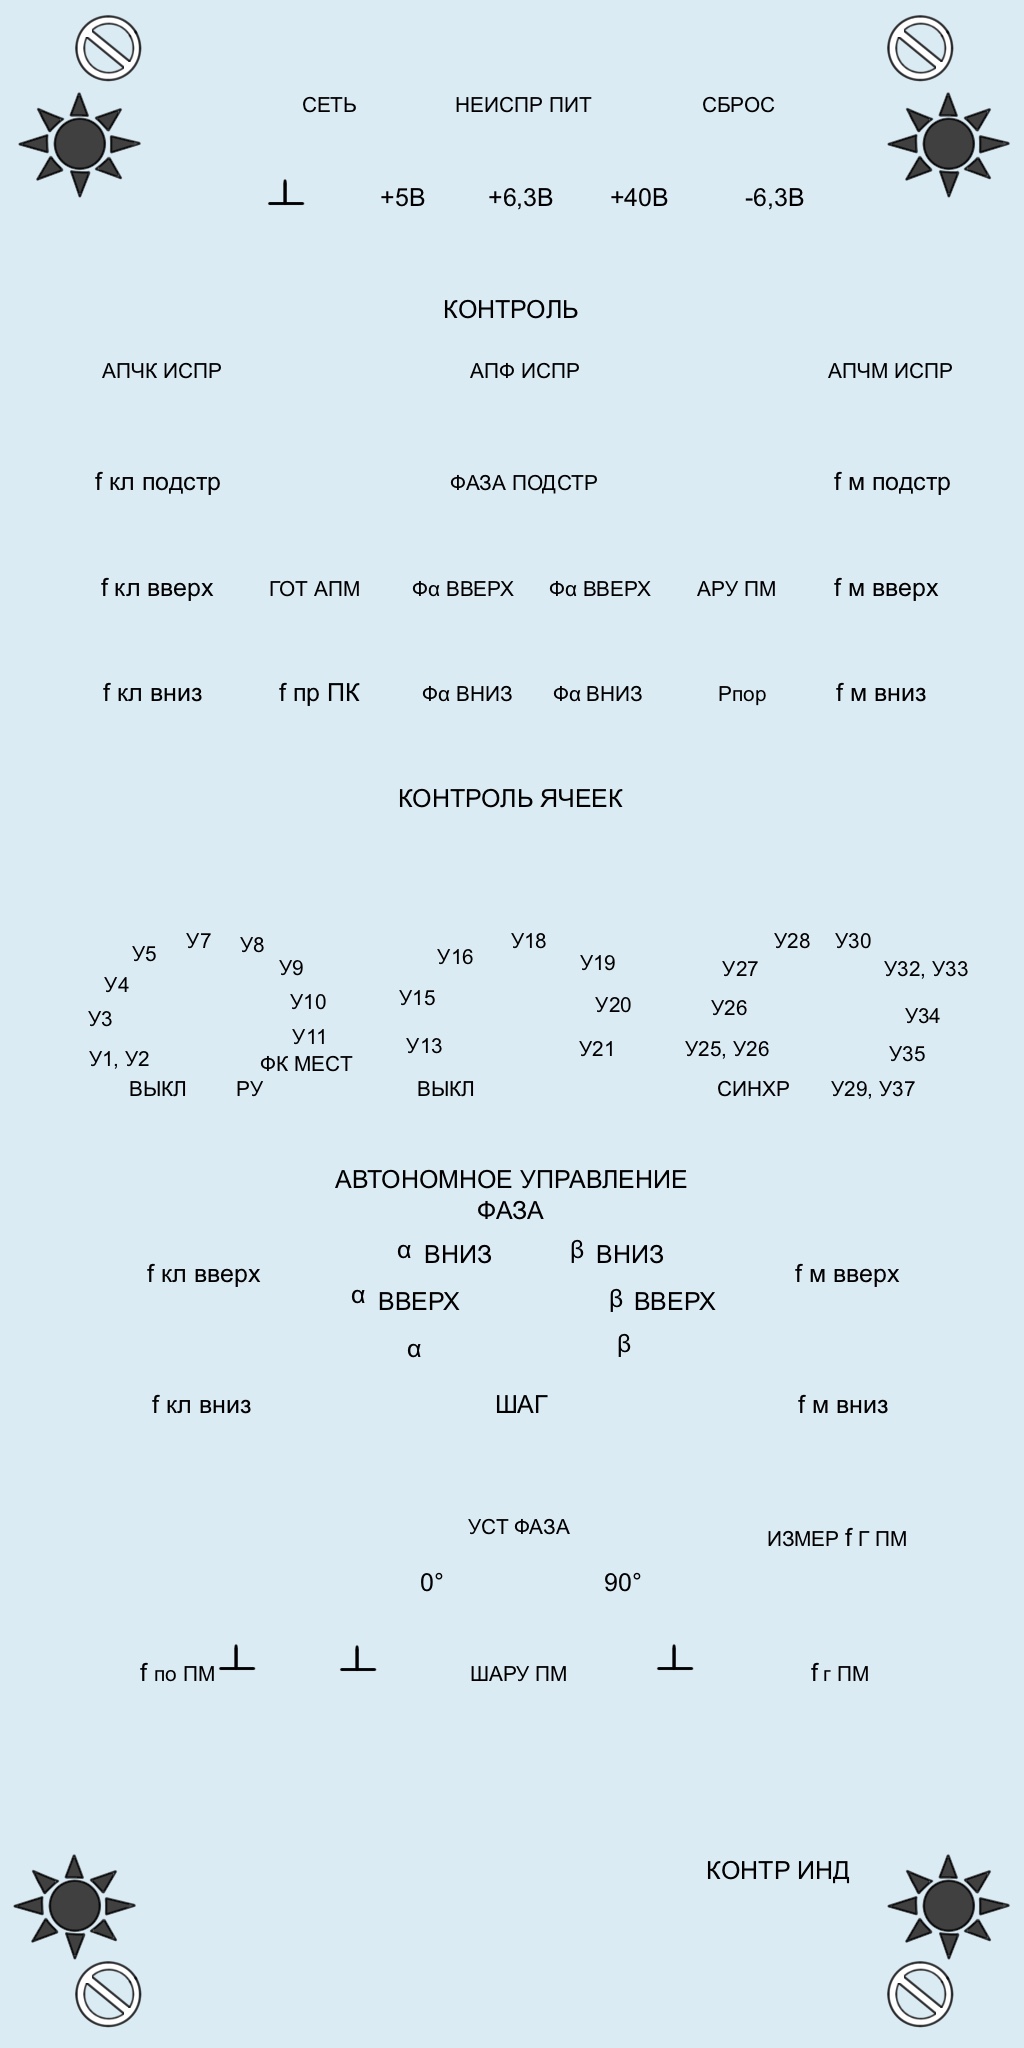 СЕТЬ НЕИСПР ПИТ СБРОС
+5В +6,3В +40В -6,3В
КОНТРОЛЬ
АПЧК ИСПР АПФ ИСПР АПЧМ ИСПР
f кл подстр ФАЗА ПОДСТР f м подстр
f кл вверх ГОТ АПМ Фα ВВЕРХ Фα ВВЕРХ АРУ ПМ f м вверх
f кл вниз f пр ПК Фα ВНИЗ Фα ВНИЗ Рпор f м вниз
КОНТРОЛЬ ЯЧЕЕК
У5 У7 У8 У16 У18 У28 У30
У9 У19 У27 У32, У33
У4 У10 У15 У20 У26
У3 У11 У13 У21 У25, У26 У34
У1, У2 ФК МЕСТ У35
ВЫКЛ РУ ВЫКЛ СИНХР У29, У37
АВТОНОМНОЕ УПРАВЛЕНИЕ
ФАЗА
α ВНИЗ β ВНИЗ
f кл вверх f м вверх
α ВВЕРХ β ВВЕРХ
α β
f кл вниз ШАГ f м вниз
УСТ ФАЗА ИЗМЕР f Г ПМ
0° 90°
f по ПМ ШАРУ ПМ f г ПМ
КОНТР ИНД